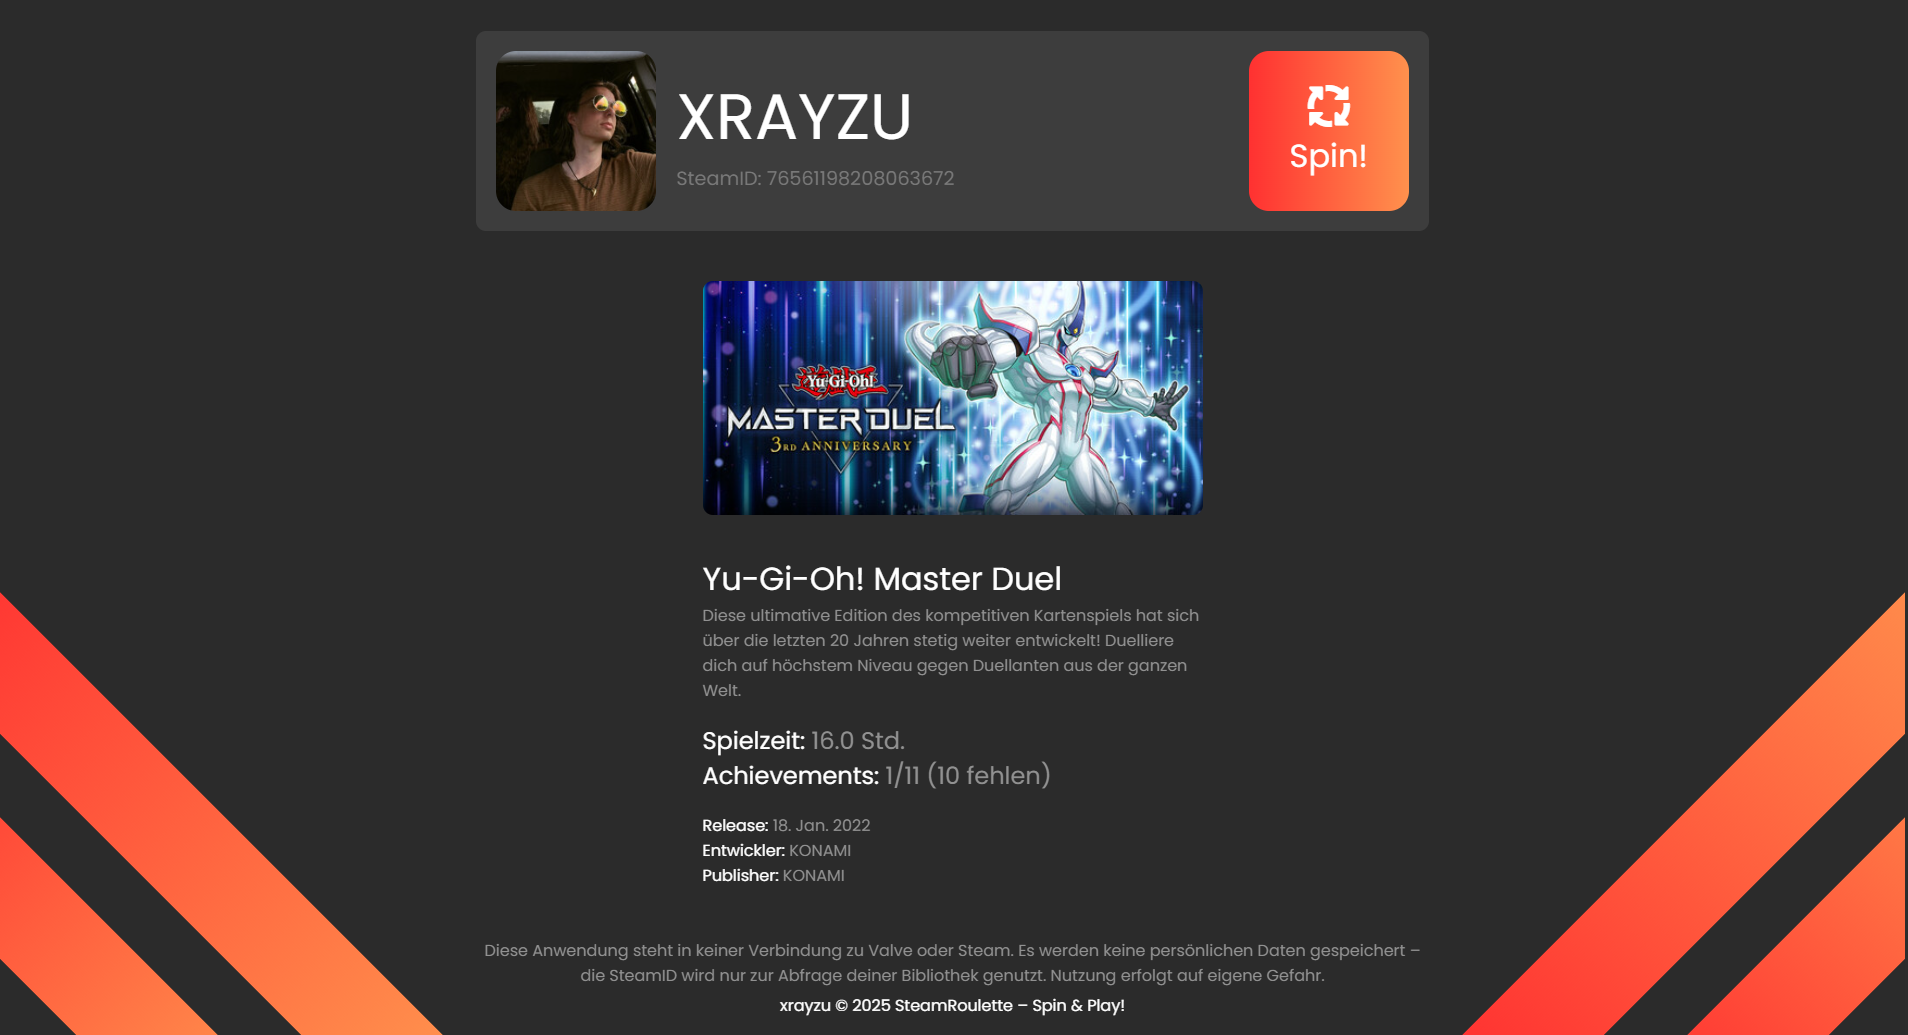 XRAYZU
SteamID: 76561198208063672
Spin!
Yu-Gi-Oh!
MASTER DUEL
3RD ANNIVERSARY
Yu-Gi-Oh! Master Duel
Diese ultimative Edition des kompetitiven Kartenspiels hat sich
über die letzten 20 Jahren stetig weiter entwickelt! Duelliere
dich auf höchstem Niveau gegen Duellanten aus der ganzen
Welt.
Spielzeit: 16.0 Std.
Achievements: 1/11 (10 fehlen)
Release: 18. Jan. 2022
Entwickler: KONAMI
Publisher: KONAMI
Diese Anwendung steht in keiner Verbindung zu Valve oder Steam. Es werden keine persönlichen Daten gespeichert –
die SteamID wird nur zur Abfrage deiner Bibliothek genutzt. Nutzung erfolgt auf eigene Gefahr.
xrayzu © 2025 SteamRoulette – Spin & Play!